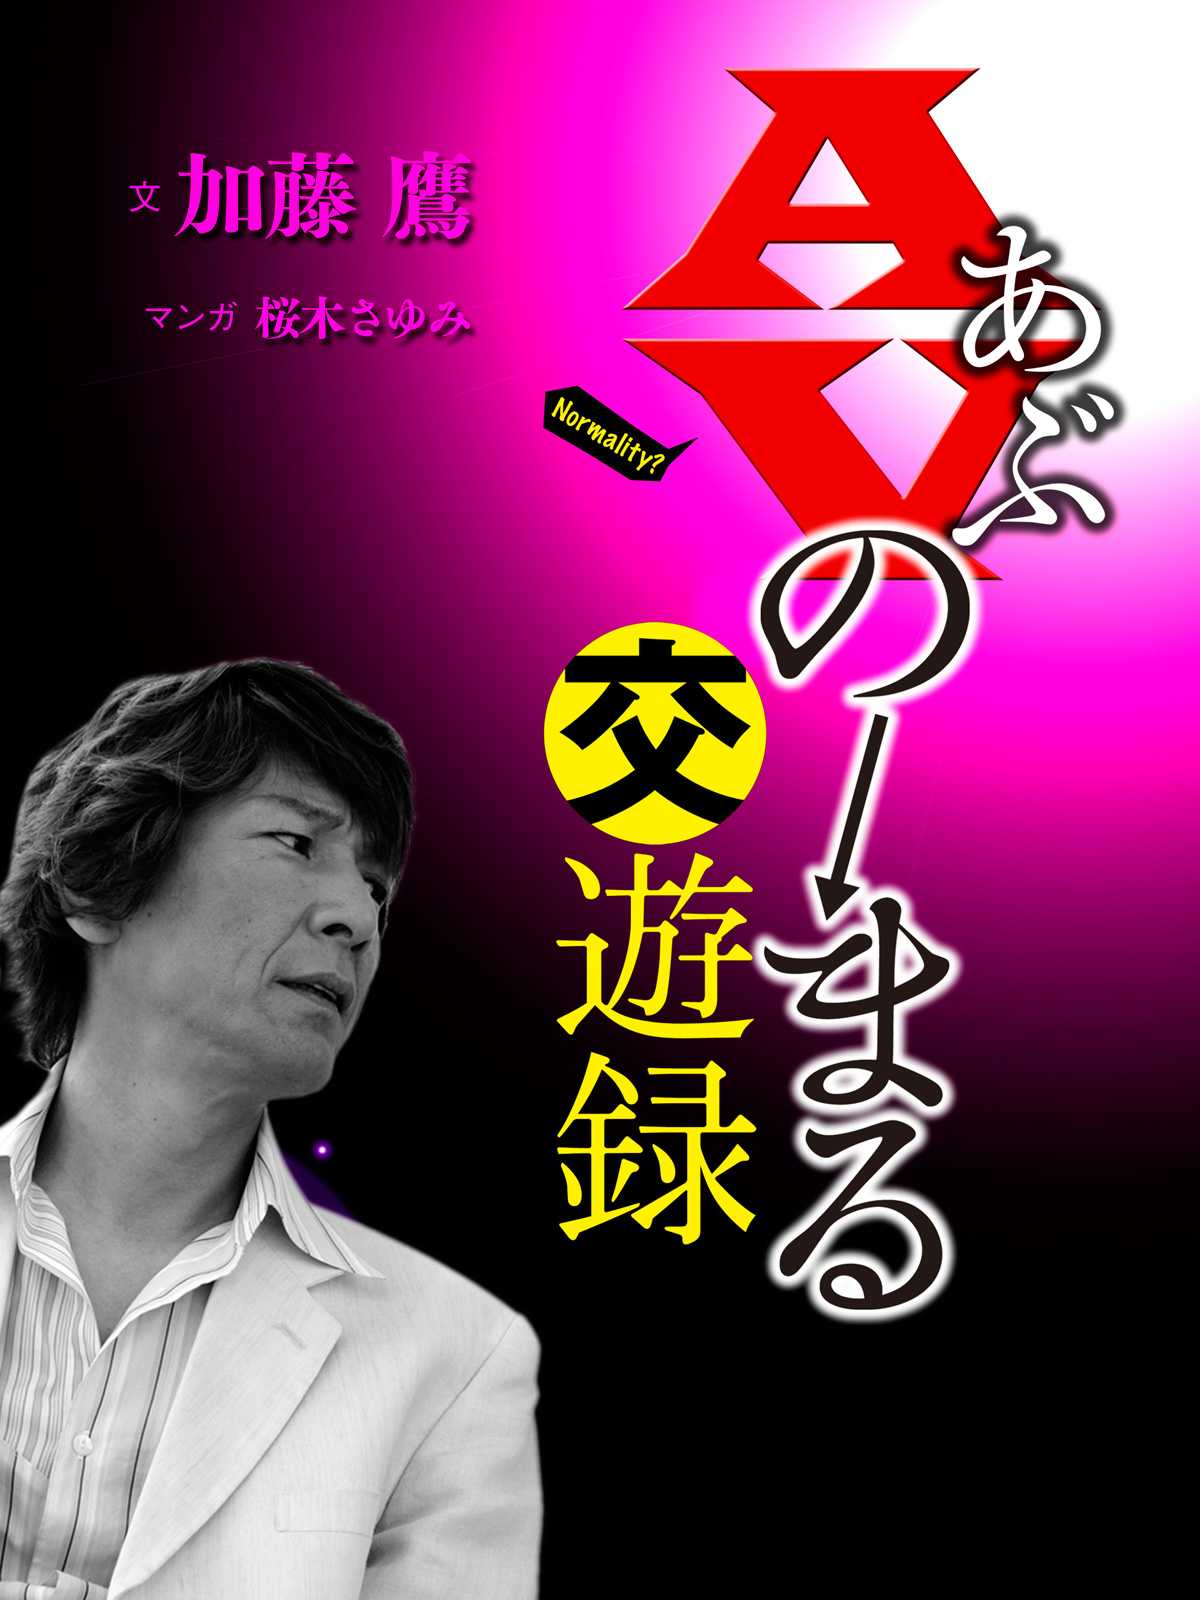 AV
あぶ
のーまる
Normality?
交遊録
文 加藤 鷹
マンガ 桜木さゆみ